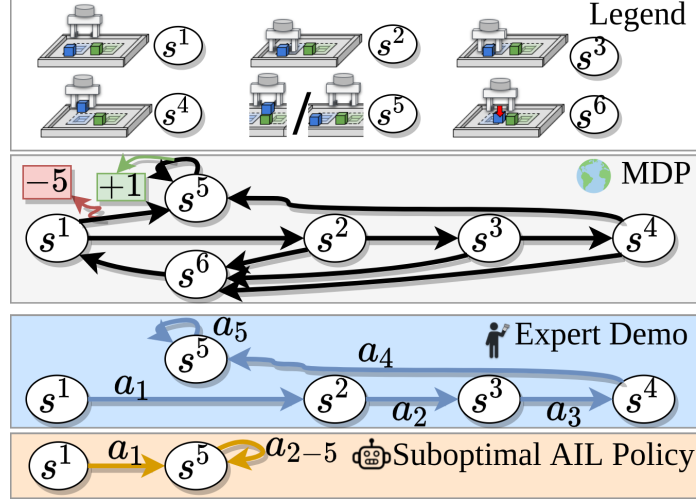 Legend
s¹ s² s³
s⁴ / s⁵ s⁶
MDP
−5 +1 s⁵
s¹ s² s³ s⁴
s⁶
Expert Demo
s⁵ a₅ a₄
s¹ a₁ s² a₂ s³ a₃ s⁴
s¹ a₁ s⁵ a₂₋₅ Suboptimal AIL Policy